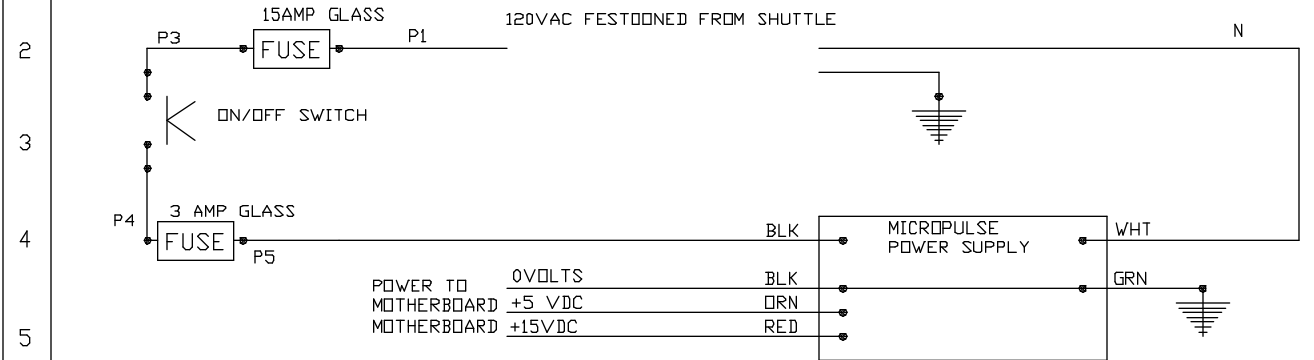 15AMP GLASS
120VAC FESTOONED FROM SHUTTLE
2
P3
FUSE
P1
N
ON/OFF SWITCH
3
P4
3 AMP GLASS
4
FUSE
P5
BLK
MICROPULSE
POWER SUPPLY
WHT
POWER TO
0VOLTS
BLK
GRN
MOTHERBOARD
+5 VDC
ORN
MOTHERBOARD
+15VDC
RED
5